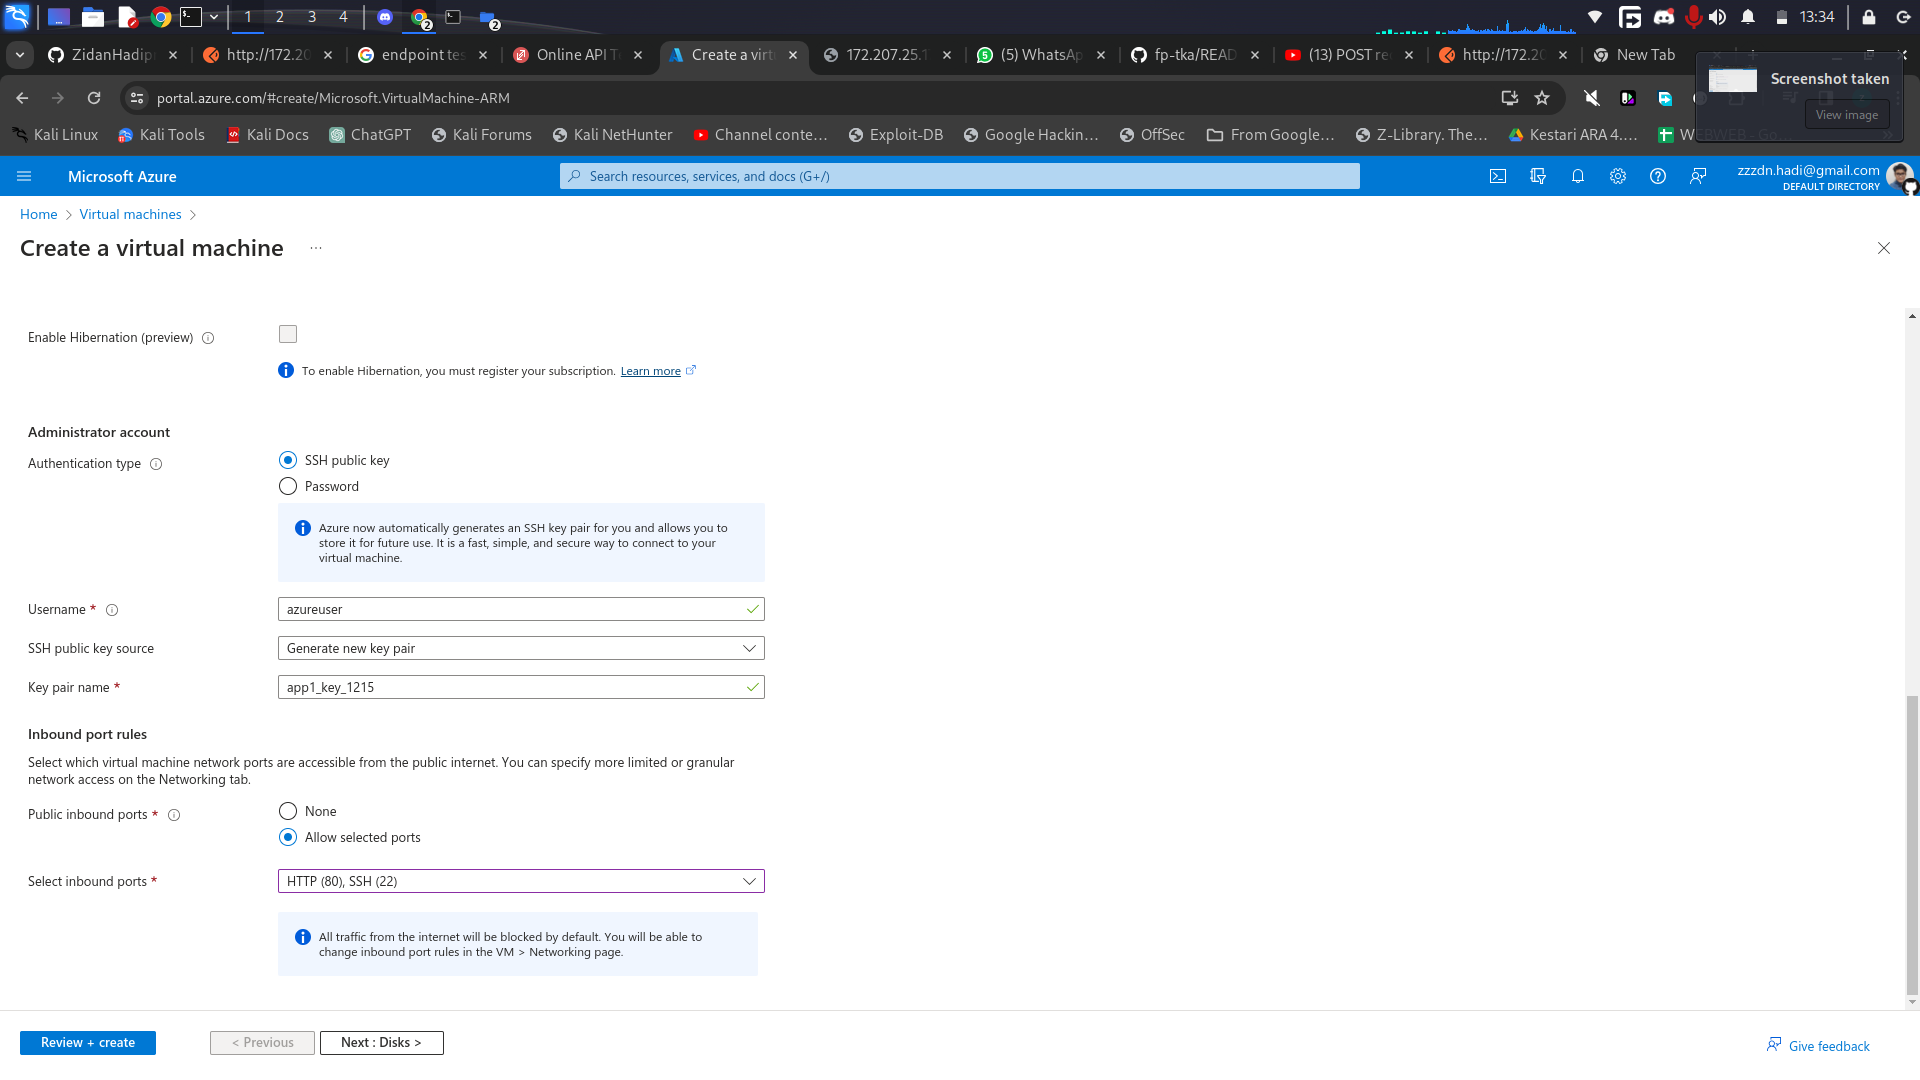 1 2 3 4 2 2 13:34
ZidanHadip
http://172.20
endpoint tes
Online API T
Create a virt
172.207.25.1
(5) WhatsAp
fp-tka/READ
(13) POST re
http://172.20
New Tab
portal.azure.com/#create/Microsoft.VirtualMachine-ARM
Screenshot taken
View image
Kali Linux
Kali Tools
Kali Docs
ChatGPT
Kali Forums
Kali NetHunter
Channel conte...
Exploit-DB
Google Hackin...
OffSec
From Google...
Z-Library. The...
Kestari ARA 4....
WEBWEB - Go...
Microsoft Azure
Search resources, services, and docs (G+/)
zzzdn.hadi@gmail.com
DEFAULT DIRECTORY
Home > Virtual machines >
Create a virtual machine ...
Enable Hibernation (preview)
To enable Hibernation, you must register your subscription. Learn more
Administrator account
Authentication type
SSH public key
Password
Azure now automatically generates an SSH key pair for you and allows you to
store it for future use. It is a fast, simple, and secure way to connect to your
virtual machine.
Username *
azureuser
SSH public key source
Generate new key pair
Key pair name *
app1_key_1215
Inbound port rules
Select which virtual machine network ports are accessible from the public internet. You can specify more limited or granular
network access on the Networking tab.
Public inbound ports *
None
Allow selected ports
Select inbound ports *
HTTP (80), SSH (22)
All traffic from the internet will be blocked by default. You will be able to
change inbound port rules in the VM > Networking page.
Review + create
< Previous
Next : Disks >
Give feedback